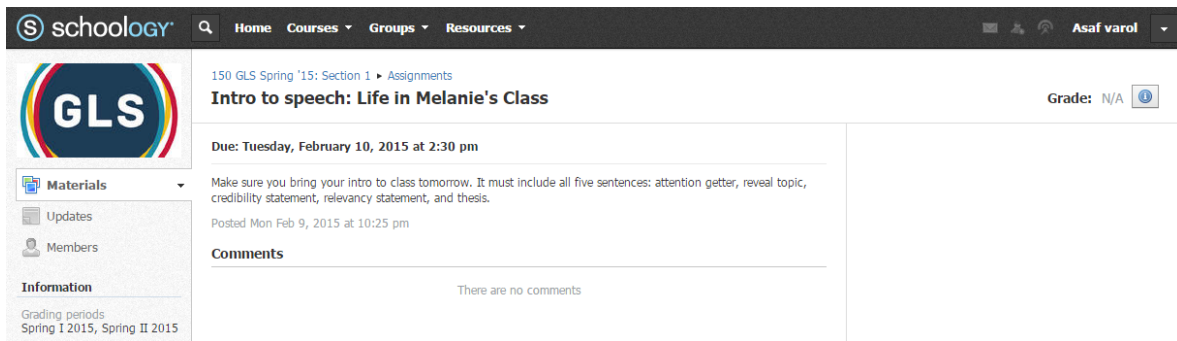 schoology Home Courses Groups Resources Asaf varol
GLS
150 GLS Spring '15: Section 1 ▸ Assignments
Intro to speech: Life in Melanie's Class
Grade: N/A
Due: Tuesday, February 10, 2015 at 2:30 pm
Make sure you bring your intro to class tomorrow. It must include all five sentences: attention getter, reveal topic,
credibility statement, relevancy statement, and thesis.
Posted Mon Feb 9, 2015 at 10:25 pm
Comments
There are no comments
Materials
Updates
Members
Information
Grading periods
Spring I 2015, Spring II 2015